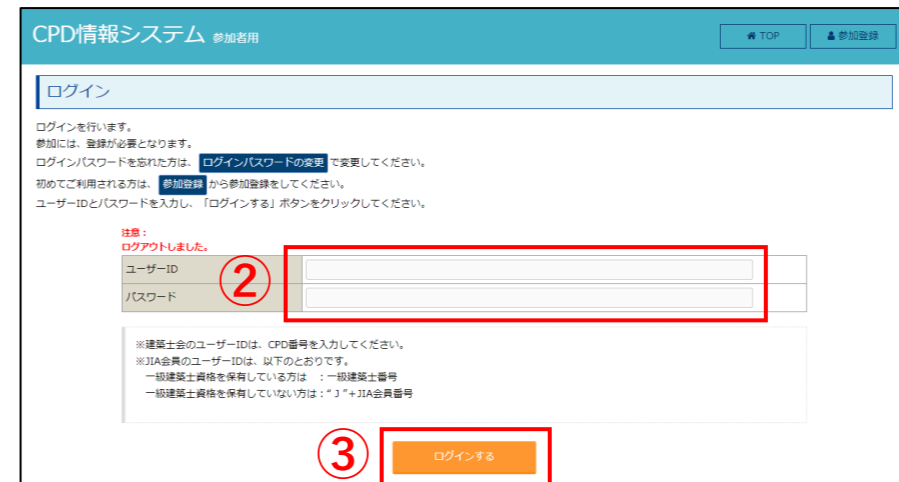 CPD情報システム 参加者用
TOP
参加登録
ログイン
ログインを行います。
参加には、登録が必要となります。
ログインパスワードを忘れた方は、 ログインパスワードの変更 で変更してください。
初めてご利用される方は、 参加登録 から参加登録をしてください。
ユーザーIDとパスワードを入力し、「ログインする」ボタンをクリックしてください。
注意：
ログアウトしました。
ユーザーID
②
パスワード
※建築士会のユーザーIDは、CPD番号を入力してください。
※JIA会員のユーザーIDは、以下のとおりです。
一級建築士資格を保有している方は ：一級建築士番号
一級建築士資格を保有していない方は：“Ｊ”+JIA会員番号
③
ログインする